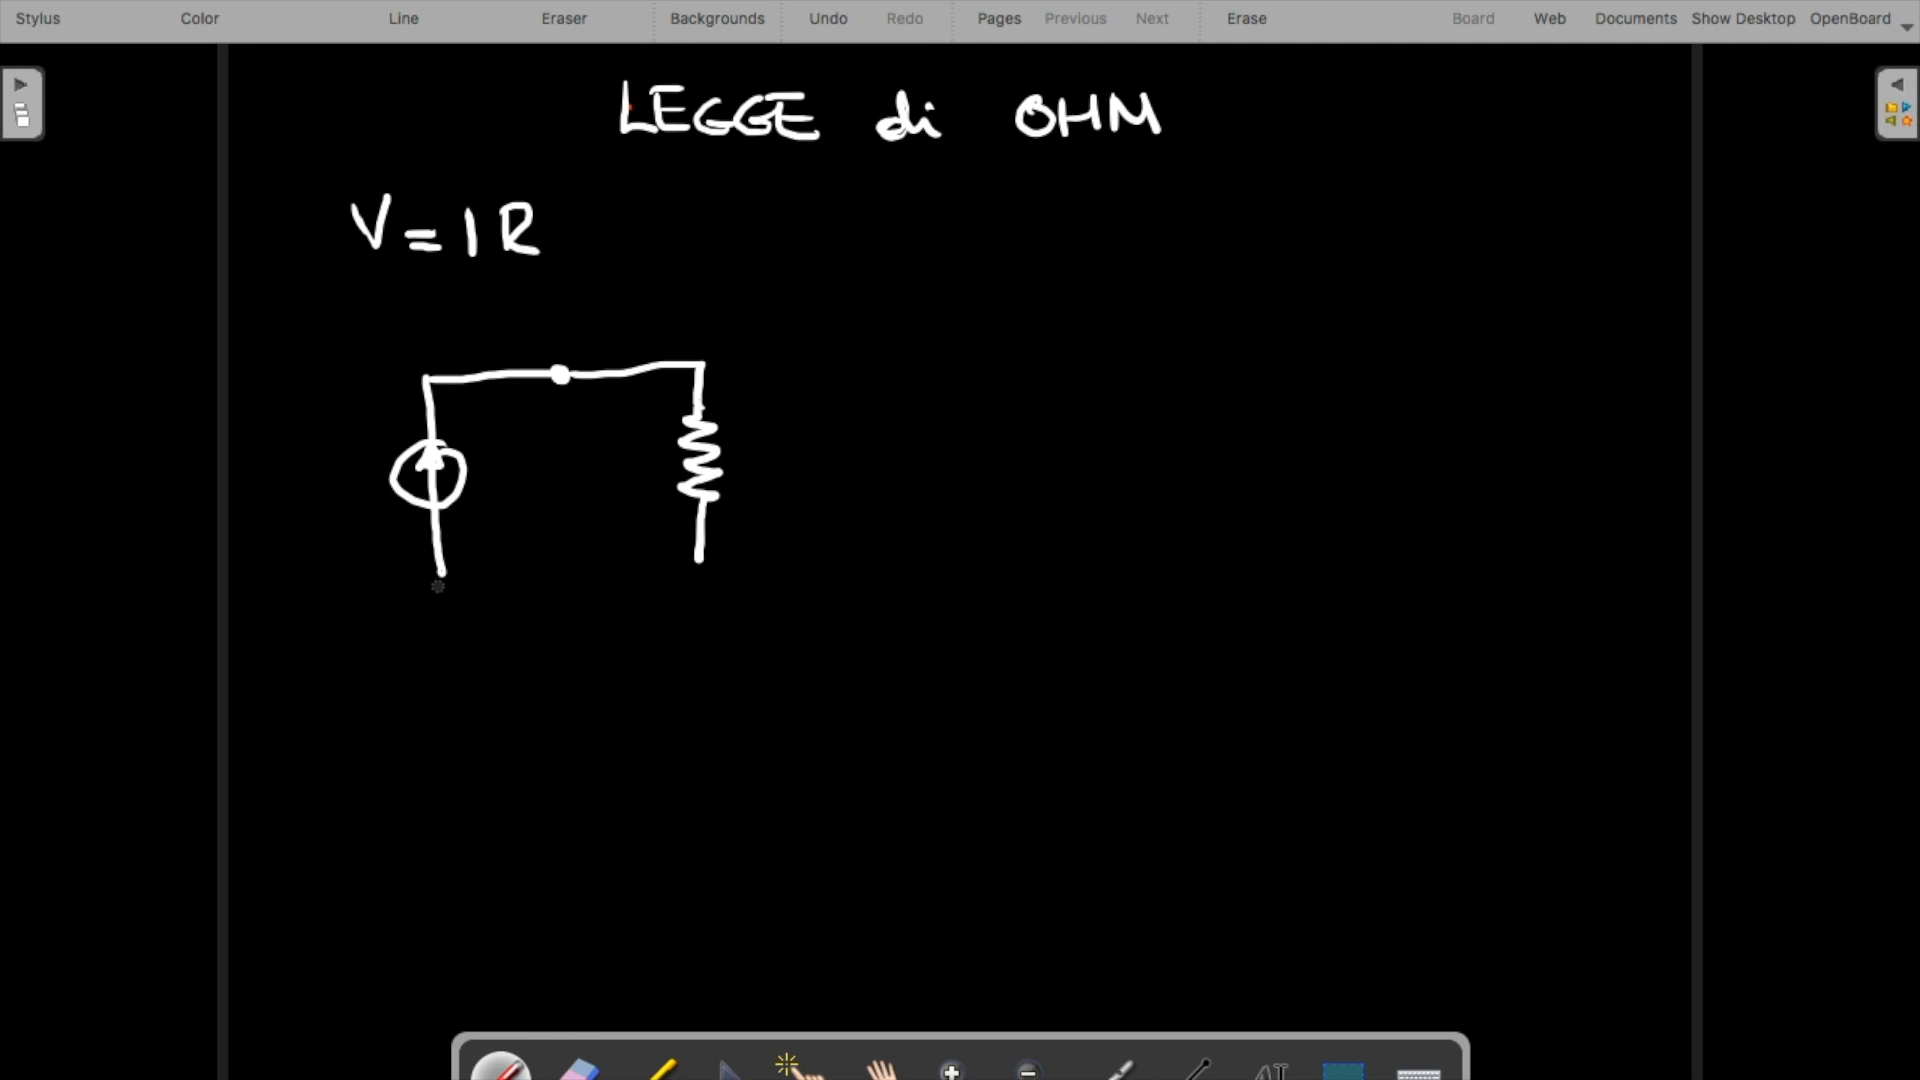 Stylus Color Line Eraser Backgrounds Undo Redo Pages Previous Next Erase Board Web Documents Show Desktop OpenBoard
LEGGE di OHM
V = I R